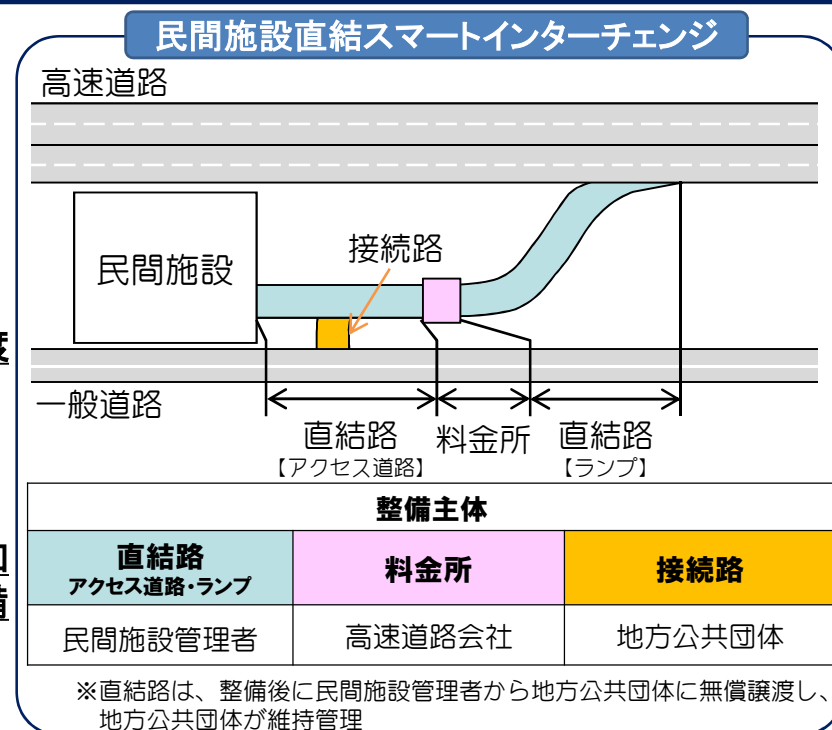 民間施設直結スマートインターチェンジ
高速道路
接続路
民間施設
度
一般道路
直結路
【アクセス道路】
料金所
直結路
【ランプ】
整備主体
直結路
アクセス道路・ランプ
料金所
接続路
民間施設管理者
高速道路会社
地方公共団体
※直結路は、整備後に民間施設管理者から地方公共団体に無償譲渡し、
地方公共団体が維持管理